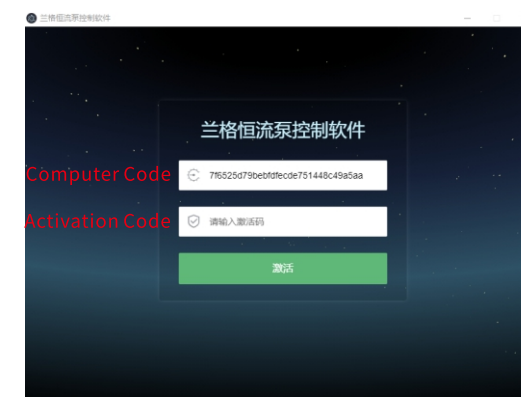 兰格恒流泵控制软件
兰格恒流泵控制软件
Computer Code
7f6525d79bebfdfecde751448c49a5aa
Activation Code
请输入激活码
激活